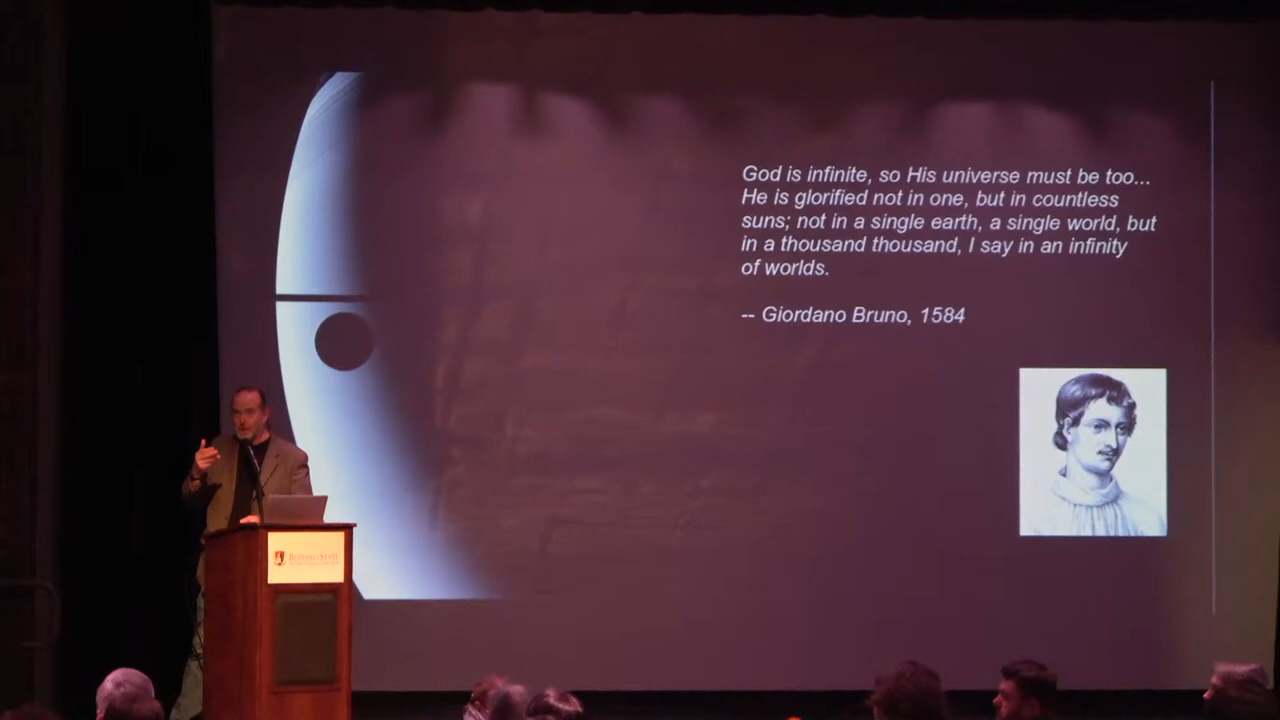 God is infinite, so His universe must be too...
He is glorified not in one, but in countless
suns; not in a single earth, a single world, but
in a thousand thousand, I say in an infinity
of worlds.
-- Giordano Bruno, 1584
BUFFALO STATE